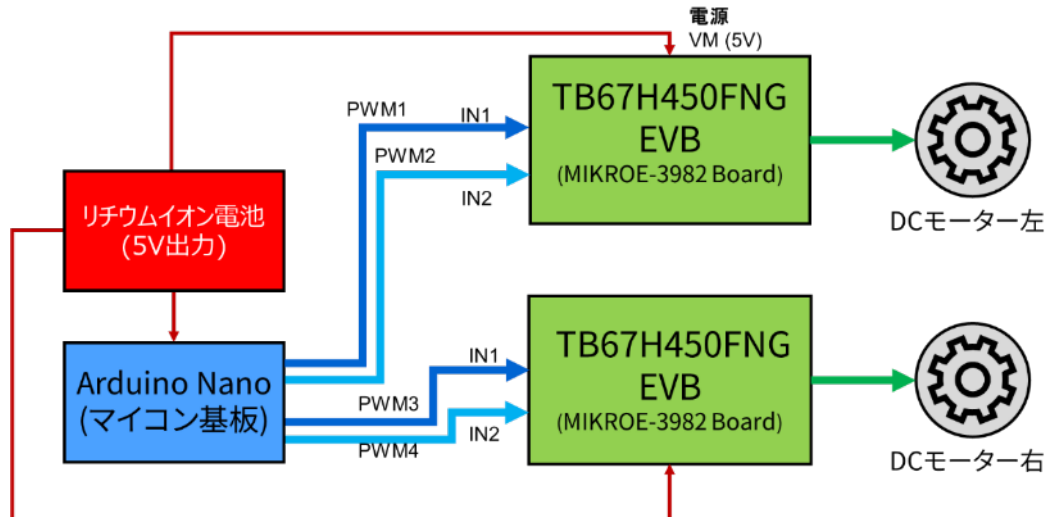 電源
VM (5V)
TB67H450FNG
EVB
(MIKROE-3982 Board)
PWM1
IN1
PWM2
IN2
DCモーター左
リチウムイオン電池
(5V出力)
Arduino Nano
(マイコン基板)
TB67H450FNG
EVB
(MIKROE-3982 Board)
IN1
PWM3
IN2
PWM4
DCモーター右